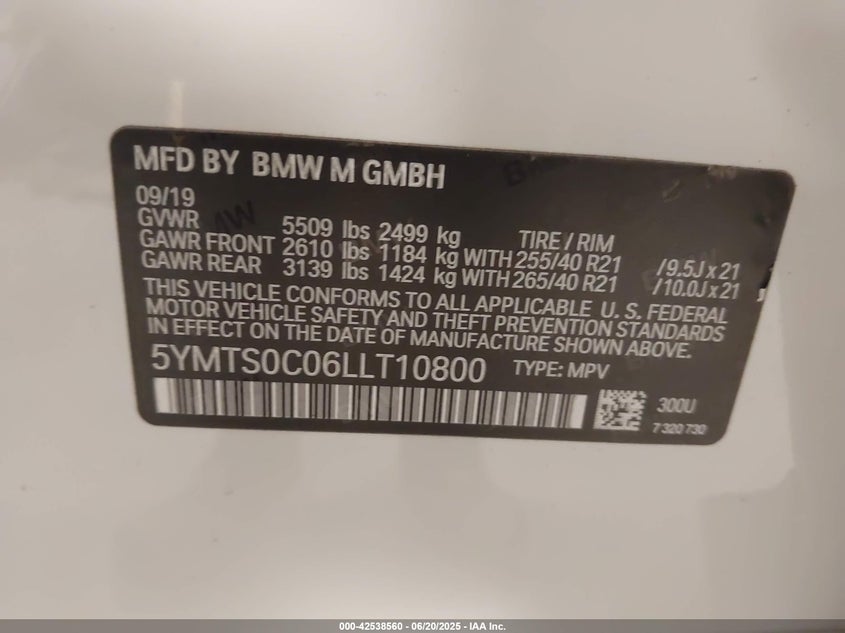 MFD BY BMW M GMBH
09/19
GVWR 5509 lbs 2499 kg TIRE / RIM
GAWR FRONT 2610 lbs 1184 kg WITH 255/40 R21 /9.5J x 21
GAWR REAR 3139 lbs 1424 kg WITH 265/40 R21 /10.0J x 21
THIS VEHICLE CONFORMS TO ALL APPLICABLE U. S. FEDERAL
MOTOR VEHICLE SAFETY AND THEFT PREVENTION STANDARDS
IN EFFECT ON THE DATE OF MANUFACTURE SHOWN ABOVE.
5YMTS0C06LLT10800 TYPE: MPV
300U
7 320 730
000-42538560 - 06/20/2025 - IAA Inc.